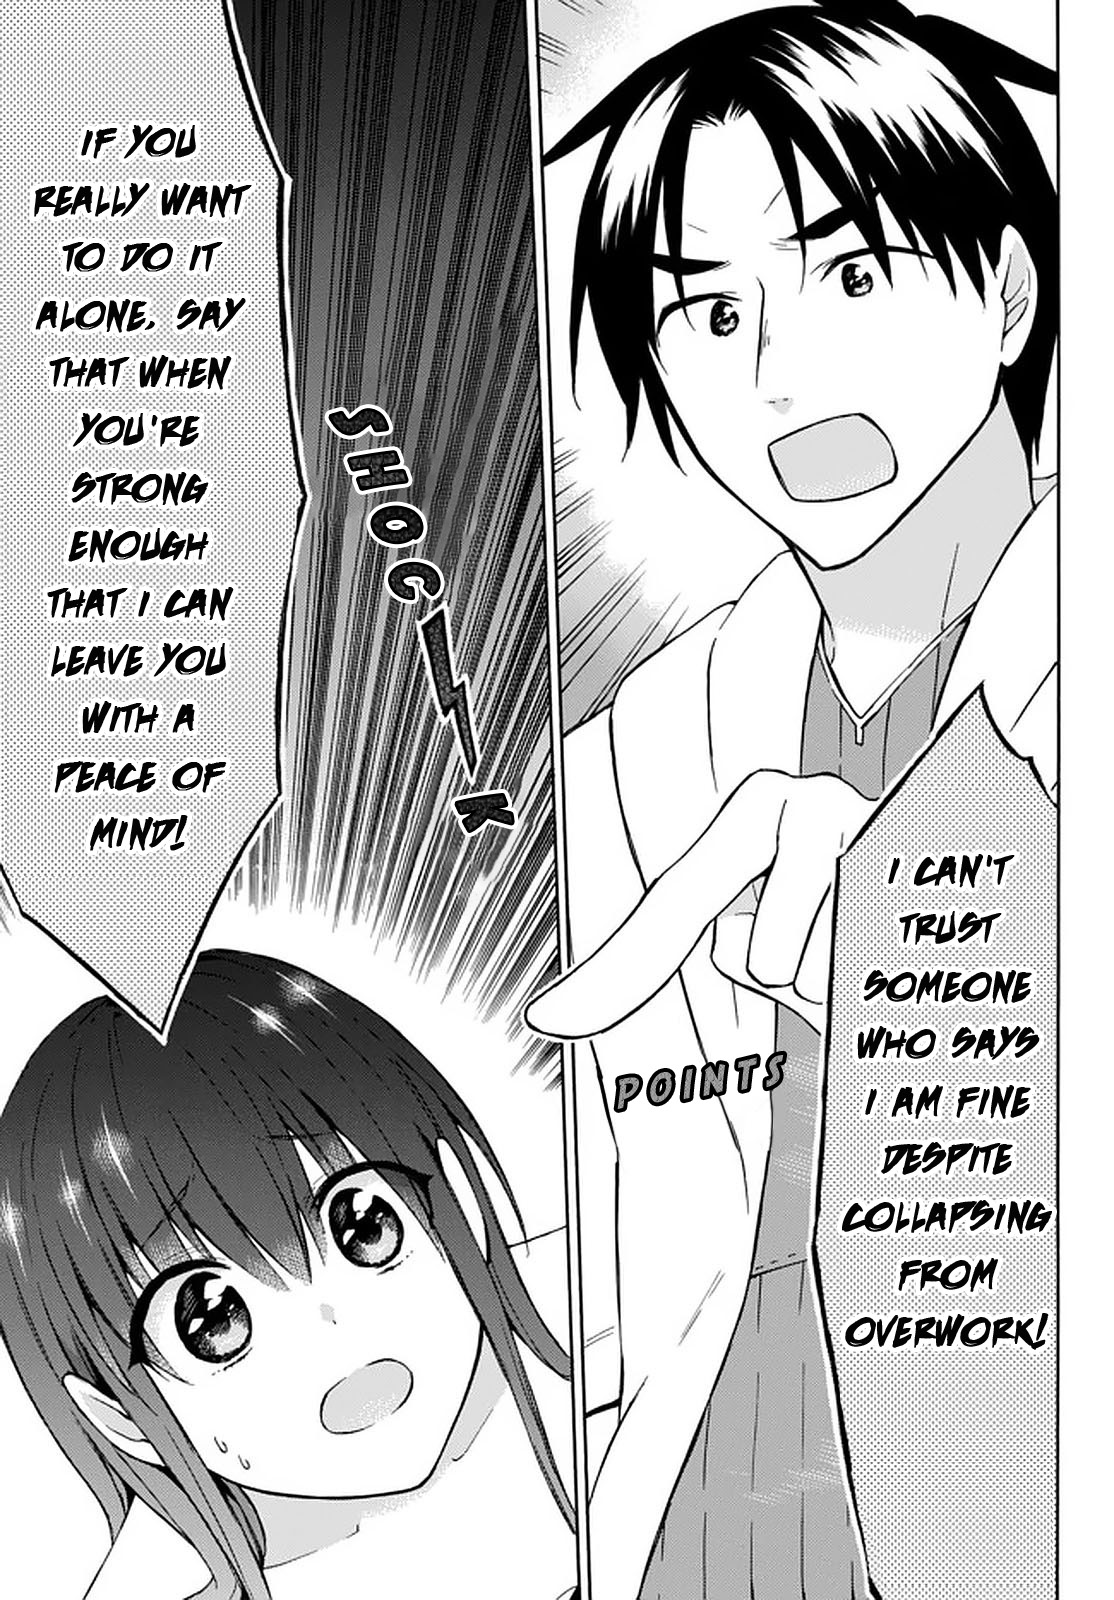 I CAN'T
TRUST
SOMEONE
WHO SAYS
I AM FINE
DESPITE
COLLAPSING
FROM
OVERWORK!
POINTS
IF YOU
REALLY WANT
TO DO IT
ALONE, SAY
THAT WHEN
YOU'RE
STRONG
ENOUGH
THAT I CAN
LEAVE YOU
WITH A
PEACE OF
MIND!
SHOCK